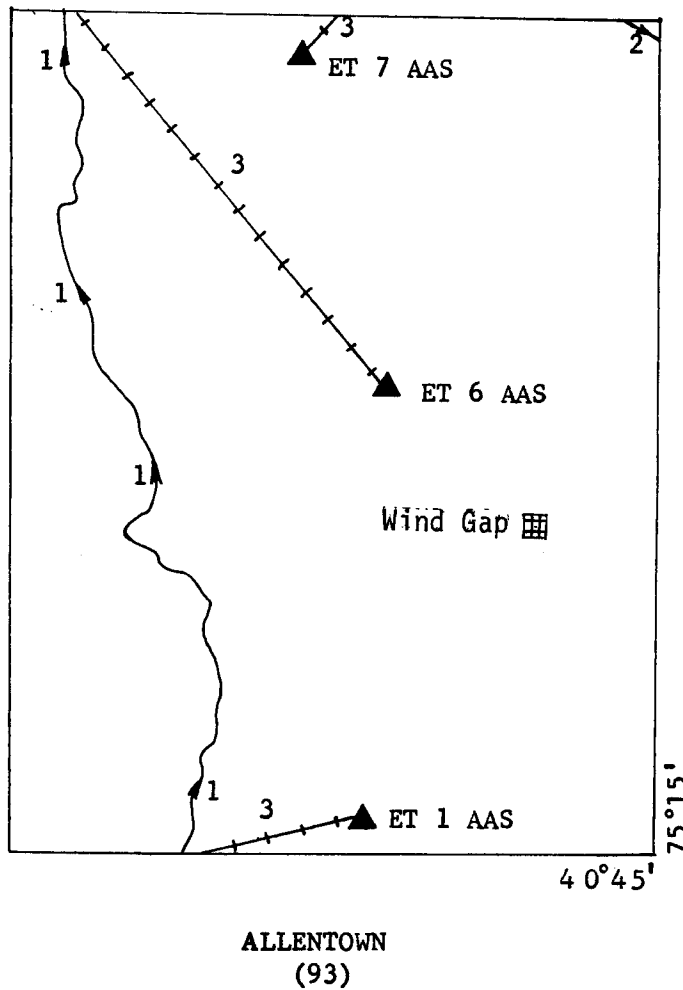 3
2
1
ET 7 AAS
3
1
ET 6 AAS
1
Wind Gap
1
3
ET 1 AAS
75°15'
40°45'
ALLENTOWN
(93)